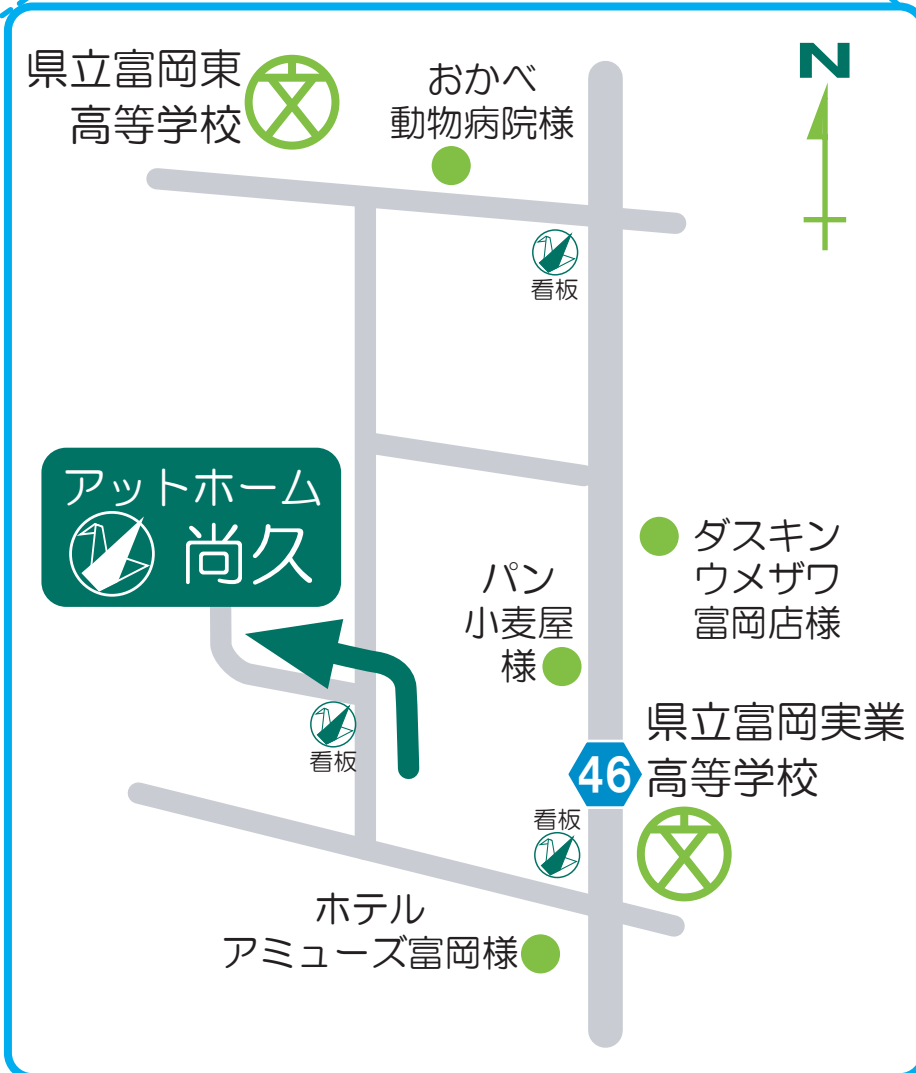 県立富岡東
高等学校
おかべ
動物病院様
N
看板
アットホーム
尚久
ダスキン
ウメザワ
富岡店様
パン
小麦屋
様
看板
県立富岡実業
高等学校
46
看板
ホテル
アミューズ富岡様